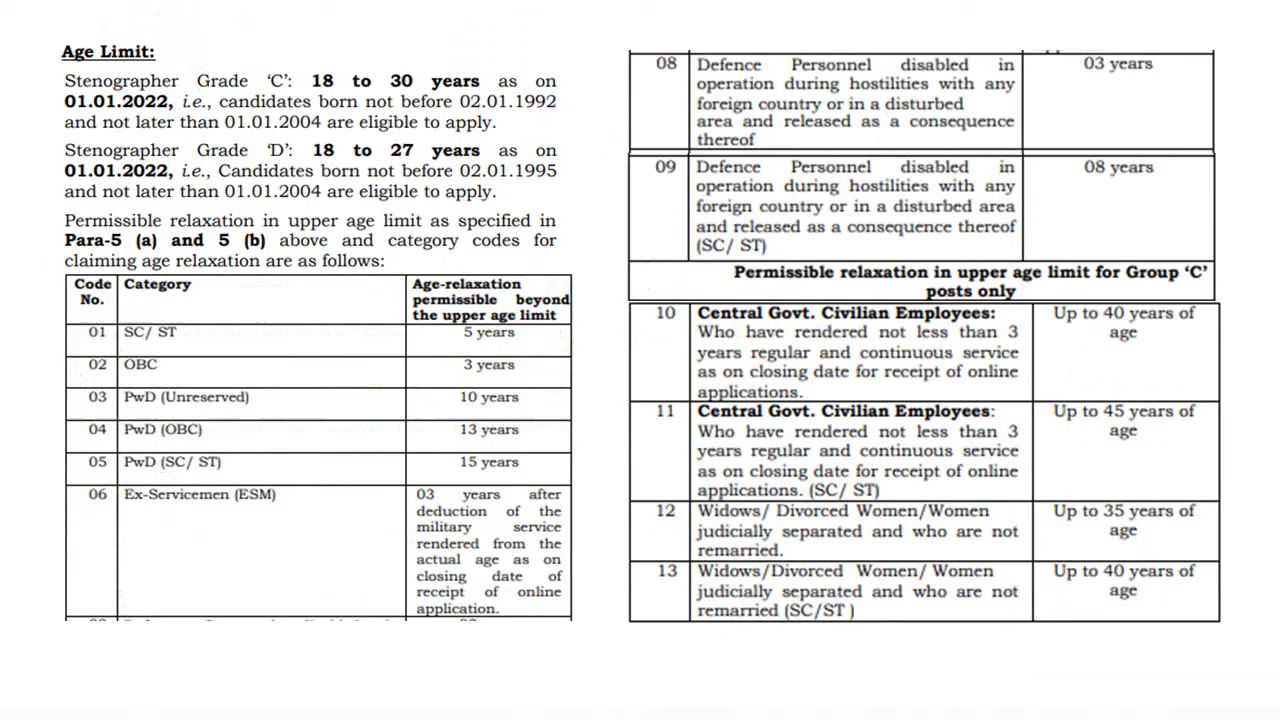 Age Limit:
Stenographer Grade ‘C’: 18 to 30 years as on
01.01.2022, i.e., candidates born not before 02.01.1992
and not later than 01.01.2004 are eligible to apply.
Stenographer Grade ‘D’: 18 to 27 years as on
01.01.2022, i.e., Candidates born not before 02.01.1995
and not later than 01.01.2004 are eligible to apply.
Permissible relaxation in upper age limit as specified in
Para-5 (a) and 5 (b) above and category codes for
claiming age relaxation are as follows:
Code No. Category Age-relaxation permissible beyond the upper age limit
01 SC/ ST 5 years
02 OBC 3 years
03 PwD (Unreserved) 10 years
04 PwD (OBC) 13 years
05 PwD (SC/ ST) 15 years
06 Ex-Servicemen (ESM) 03 years after
deduction of the
military service
rendered from the
actual age as on
closing date of
receipt of online
application.
08 Defence Personnel disabled in 03 years
operation during hostilities with any
foreign country or in a disturbed
area and released as a consequence
thereof
09 Defence Personnel disabled in 08 years
operation during hostilities with any
foreign country or in a disturbed area
and released as a consequence thereof
(SC/ ST)
Permissible relaxation in upper age limit for Group ‘C’
posts only
10 Central Govt. Civilian Employees: Up to 40 years of
Who have rendered not less than 3 age
years regular and continuous service
as on closing date for receipt of online
applications.
11 Central Govt. Civilian Employees: Up to 45 years of
Who have rendered not less than 3 age
years regular and continuous service
as on closing date for receipt of online
applications. (SC/ ST)
12 Widows/ Divorced Women/Women Up to 35 years of
judicially separated and who are not age
remarried.
13 Widows/Divorced Women/ Women Up to 40 years of
judicially separated and who are not age
remarried (SC/ST )